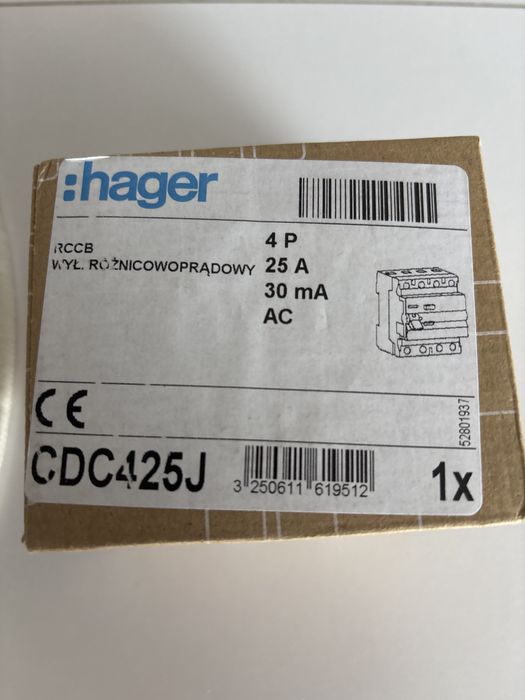 :hager
4 P
RCCB
WYŁ. RÓŻNICOWOPRĄDOWY 25 A
30 mA
AC
52801937
CE
CDC425J
3 250611 619512
1x